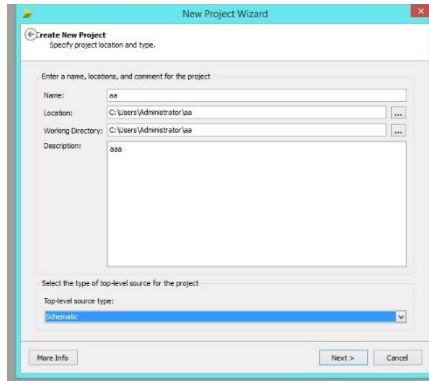 New Project Wizard
Create New Project
Specify project location and type.
Enter a name, locations, and comment for the project
Name: aa
Location: C:\Users\Administrator\aa ...
Working Directory: C:\Users\Administrator\aa ...
Description: aaa
Select the type of top-level source for the project
Top-level source type:
Schematic
More Info Next > Cancel